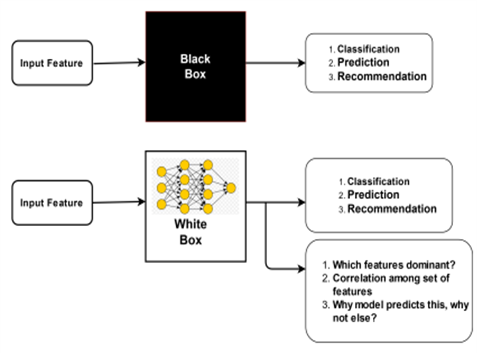 Input Feature
Black
Box
1. Classification
2. Prediction
3. Recommendation
Input Feature
White
Box
1. Classification
2. Prediction
3. Recommendation
1. Which features dominant?
2. Correlation among set of
features
3. Why model predicts this, why
not else?